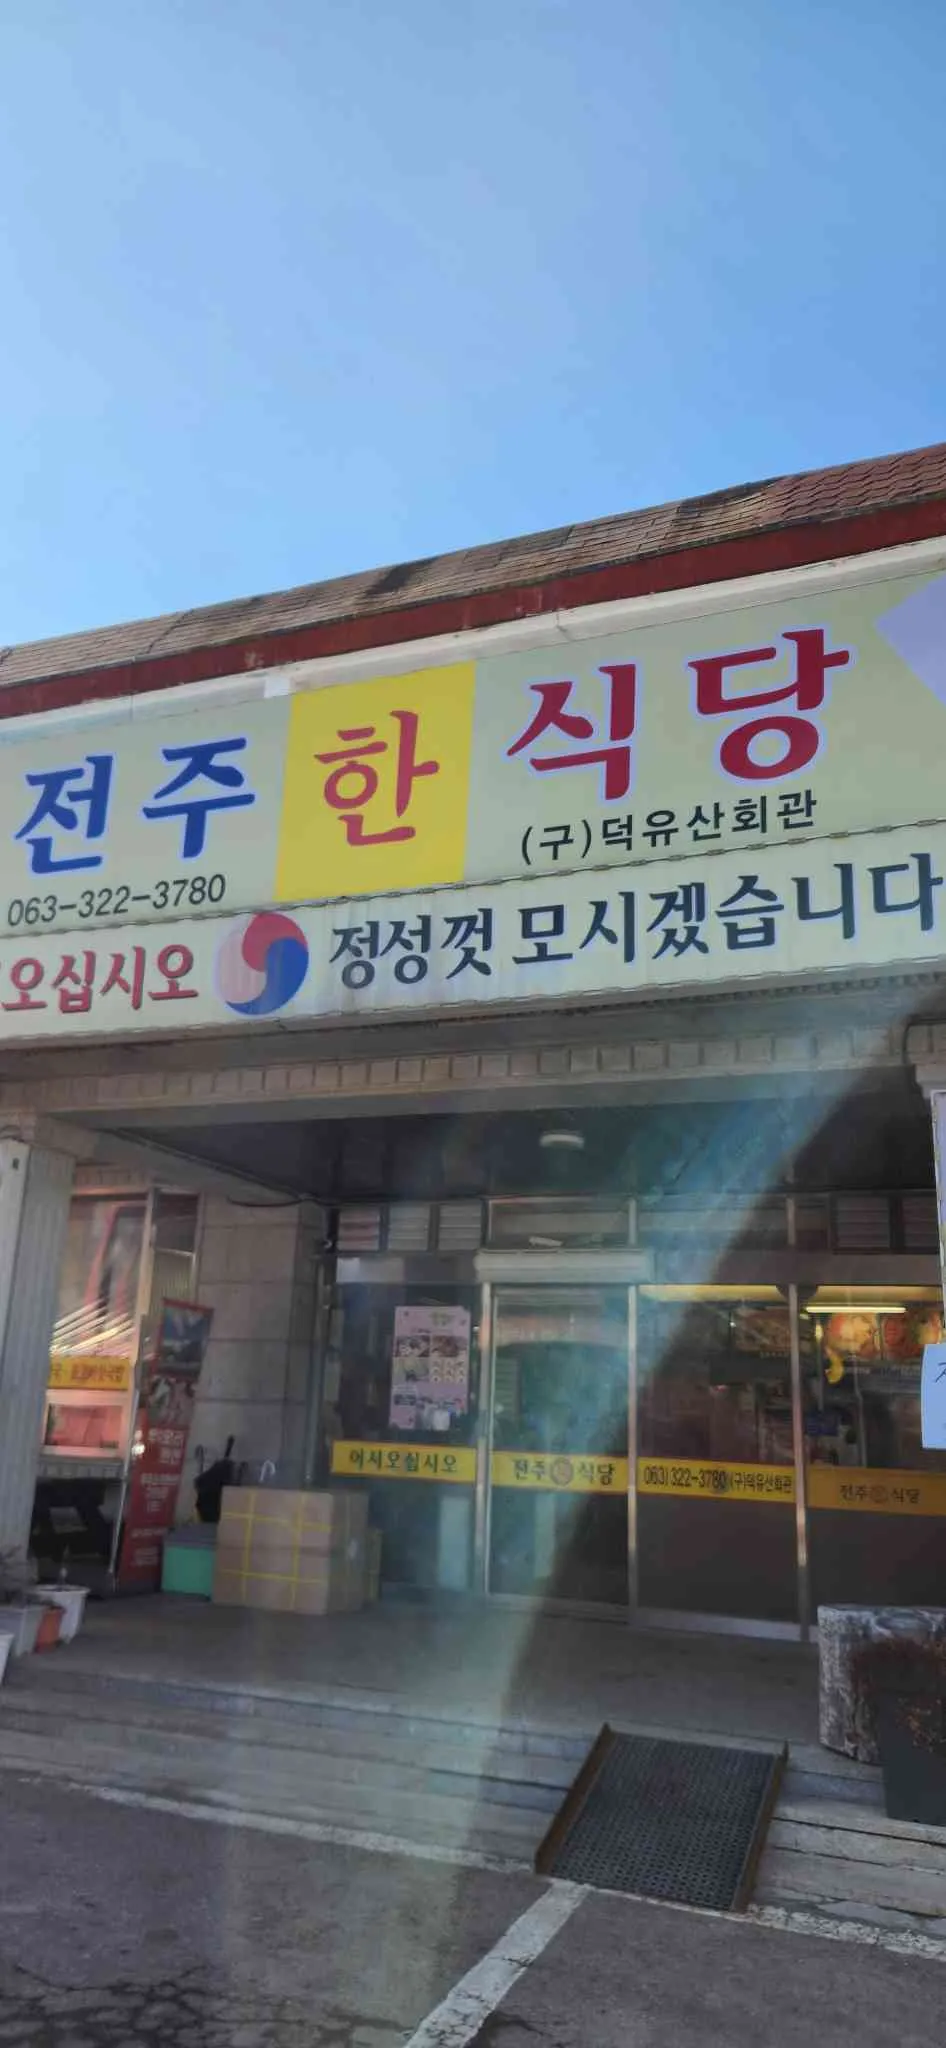 전주 한 식당
063-322-3780
(구)덕유산회관
오십시오 정성껏 모시겠습니다
어서오십시오
전주 한 식당
063) 322-3780 (구)덕유산회관
전주 한 식당